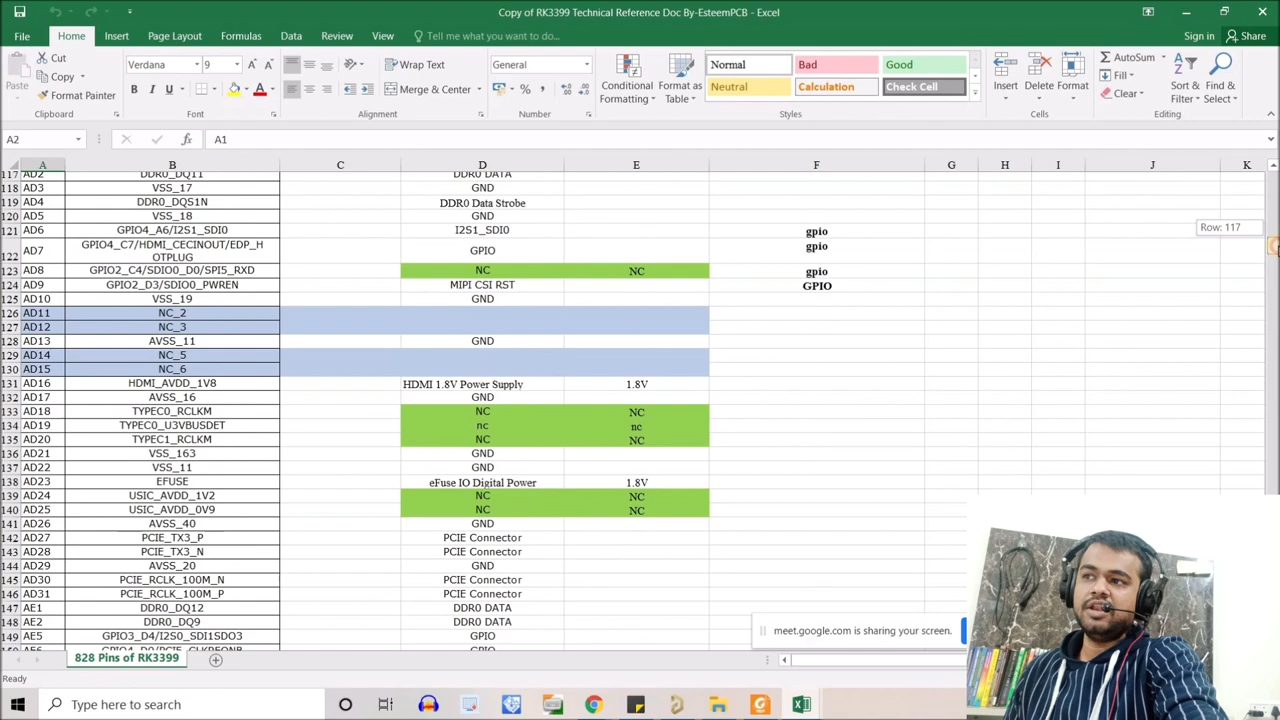 Copy of RK3399 Technical Reference Doc By-EsteemPCB - Excel
File Home Insert Page Layout Formulas Data Review View Tell me what you want to do... Sign in Share
Paste Cut Copy Format Painter Clipboard
Verdana 9 B I U Font
Wrap Text Merge & Center Alignment
General % Number
Conditional Formatting Format as Table
Normal Bad Good
Neutral Calculation Check Cell
Styles
Insert Delete Format Cells
AutoSum Fill Clear Sort & Filter Find & Select Editing
A2 fx A1
A B C D E F G H I J K
117 AD2 DDR0_DQ11 DDR0 DATA
118 AD3 VSS_17 GND
119 AD4 DDR0_DQS1N DDR0 Data Strobe
120 AD5 VSS_18 GND
Row: 117
121 AD6 GPIO4_A6/I2S1_SDI0 I2S1_SDI0 gpio
122 AD7 GPIO4_C7/HDMI_CECINOUT/EDP_H
OTPLUG GPIO gpio
123 AD8 GPIO2_C4/SDIO0_D0/SPI5_RXD NC NC gpio
124 AD9 GPIO2_D3/SDIO0_PWREN MIPI CSI RST GPIO
125 AD10 VSS_19 GND
126 AD11 NC_2
127 AD12 NC_3
128 AD13 AVSS_11 GND
129 AD14 NC_5
130 AD15 NC_6
131 AD16 HDMI_AVDD_1V8 HDMI 1.8V Power Supply 1.8V
132 AD17 AVSS_16 GND
133 AD18 TYPEC0_RCLKM NC NC
134 AD19 TYPEC0_U3VBUSDET nc nc
135 AD20 TYPEC1_RCLKM NC NC
136 AD21 VSS_163 GND
137 AD22 VSS_11 GND
138 AD23 EFUSE eFuse IO Digital Power 1.8V
139 AD24 USIC_AVDD_1V2 NC NC
140 AD25 USIC_AVDD_0V9 NC NC
141 AD26 AVSS_40 GND
142 AD27 PCIE_TX3_P PCIE Connector
143 AD28 PCIE_TX3_N PCIE Connector
144 AD29 AVSS_20 GND
145 AD30 PCIE_RCLK_100M_N PCIE Connector
146 AD31 PCIE_RCLK_100M_P PCIE Connector
147 AE1 DDR0_DQ12 DDR0 DATA
148 AE2 DDR0_DQ9 DDR0 DATA
149 AE5 GPIO3_D4/I2S0_SDI1SDO3 GPIO
meet.google.com is sharing your screen.
828 Pins of RK3399
Ready
Type here to search